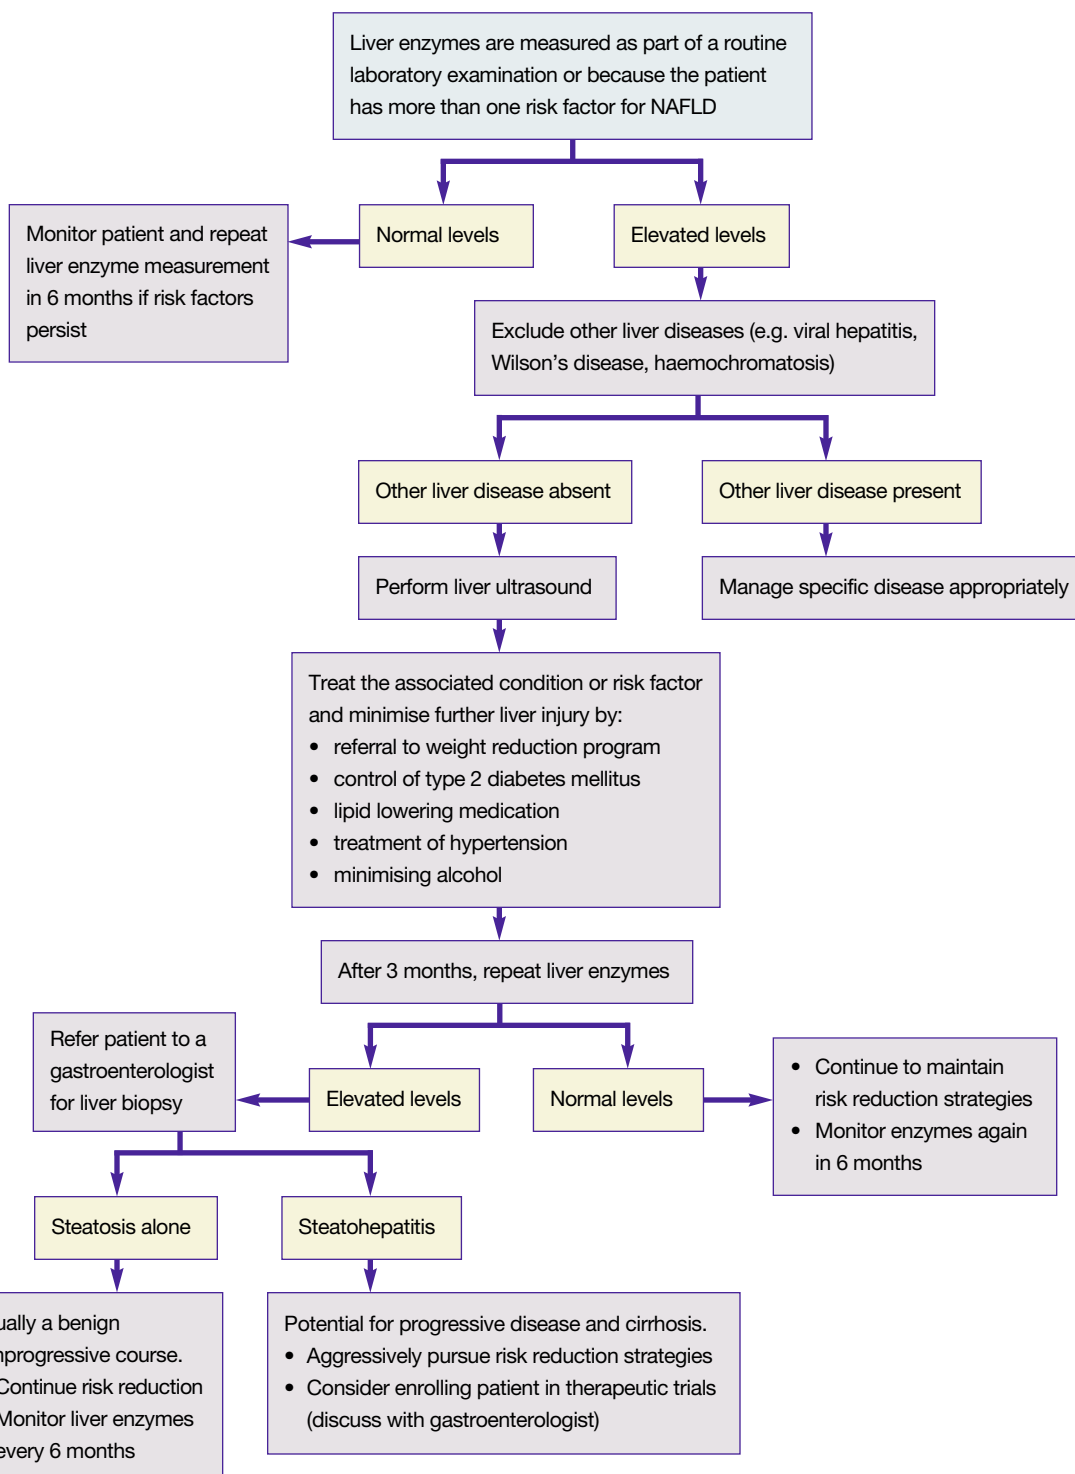 Liver enzymes are measured as part of a routine
laboratory examination or because the patient
has more than one risk factor for NAFLD
Monitor patient and repeat
liver enzyme measurement
in 6 months if risk factors
persist
Normal levels
Elevated levels
Exclude other liver diseases (e.g. viral hepatitis,
Wilson’s disease, haemochromatosis)
Other liver disease absent
Other liver disease present
Perform liver ultrasound
Manage specific disease appropriately
Treat the associated condition or risk factor
and minimise further liver injury by:
• referral to weight reduction program
• control of type 2 diabetes mellitus
• lipid lowering medication
• treatment of hypertension
• minimising alcohol
After 3 months, repeat liver enzymes
Refer patient to a
gastroenterologist
for liver biopsy
Elevated levels
Normal levels
• Continue to maintain
risk reduction strategies
• Monitor enzymes again
in 6 months
Steatosis alone
Steatohepatitis
a benign
course.
Continue risk reduction
Monitor liver enzymes
every 6 months
Potential for progressive disease and cirrhosis.
• Aggressively pursue risk reduction strategies
• Consider enrolling patient in therapeutic trials
(discuss with gastroenterologist)